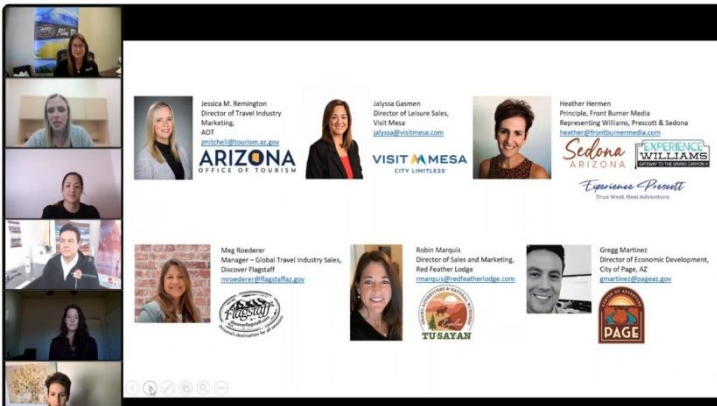 Jessica M. Remington
Director of Travel Industry
Marketing,
AOT
jmitchell@tourism.az.gov
ARIZONA
OFFICE OF TOURISM
Jalyssa Gasmen
Director of Leisure Sales,
Visit Mesa
jalyssa@visitmesa.com
VISIT MESA
CITY LIMITLESS
Heather Hermen
Principle, Front Burner Media
Representing Williams, Prescott & Sedona
heather@frontburnermedia.com
Sedona
ARIZONA
EXPERIENCE
WILLIAMS
GATEWAY TO THE GRAND CANYON
Experience Prescott
True West. Real Adventure.
Meg Roederer
Manager – Global Travel Industry Sales,
Discover Flagstaff
mroederer@flagstaffaz.gov
Flagstaff
Robin Marquis
Director of Sales and Marketing,
Red Feather Lodge
rmarquis@redfeatherlodge.com
TUSAYAN
Gregg Martinez
Director of Economic Development,
City of Page, AZ
gmartinez@pageaz.gov
PAGE